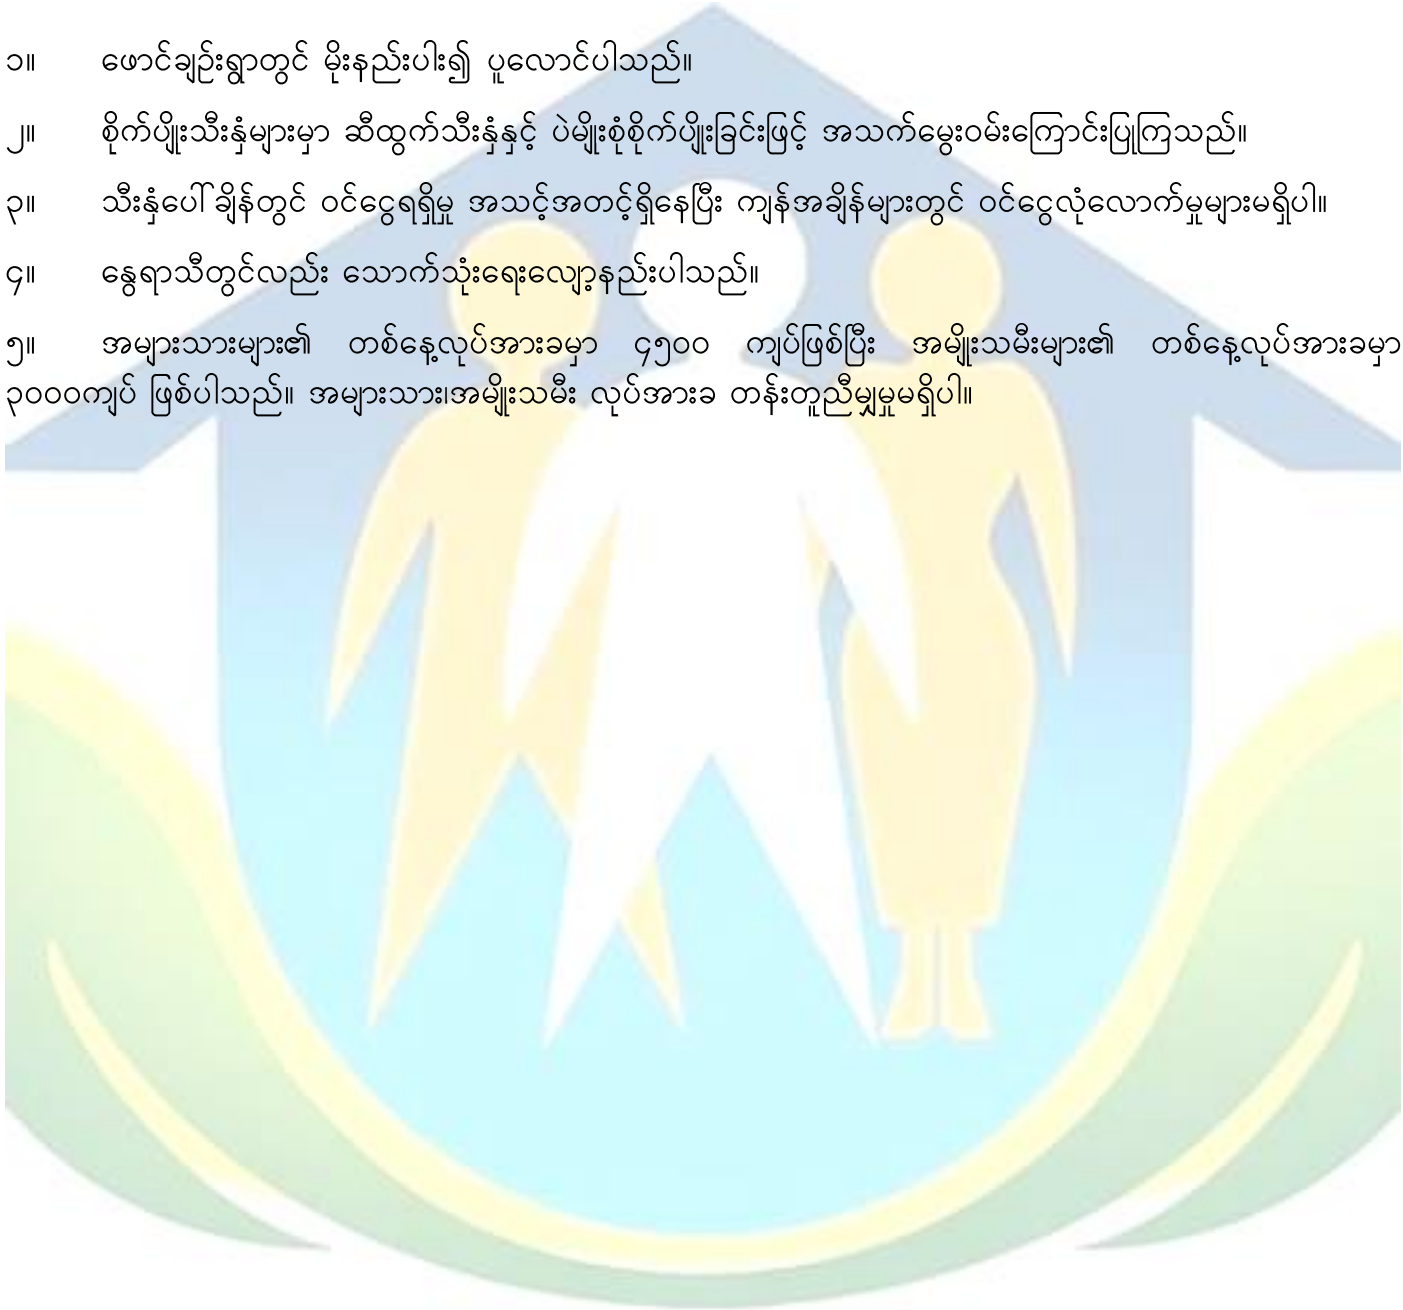 ၁။ ဖောင်ချဉ်းရွာတွင် မိုးနည်းပါး၍ ပူလောင်ပါသည်။
၂။ စိုက်ပျိုးသီးနှံများမှာ ဆီထွက်သီးနှံနှင့် ပဲမျိုးစုံစိုက်ပျိုးခြင်းဖြင့် အသက်မွေးဝမ်းကြောင်းပြုကြသည်။
၃။ သီးနှံပေါ်ချိန်တွင် ဝင်ငွေရရှိမှု အသင့်အတင့်ရှိနေပြီး ကျန်အချိန်များတွင် ဝင်ငွေလုံလောက်မှုများမရှိပါ။
၄။ နွေရာသီတွင်လည်း သောက်သုံးရေလျော့နည်းပါသည်။
၅။ အများသားများ၏ တစ်နေ့လုပ်အားခမှာ ၄၅၀၀ ကျပ်ဖြစ်ပြီး အမျိုးသမီးများ၏ တစ်နေ့လုပ်အားခမှာ
၃၀၀၀ကျပ် ဖြစ်ပါသည်။ အများသား၊အမျိုးသမီး လုပ်အားခ တန်းတူညီမျှမှုမရှိပါ။